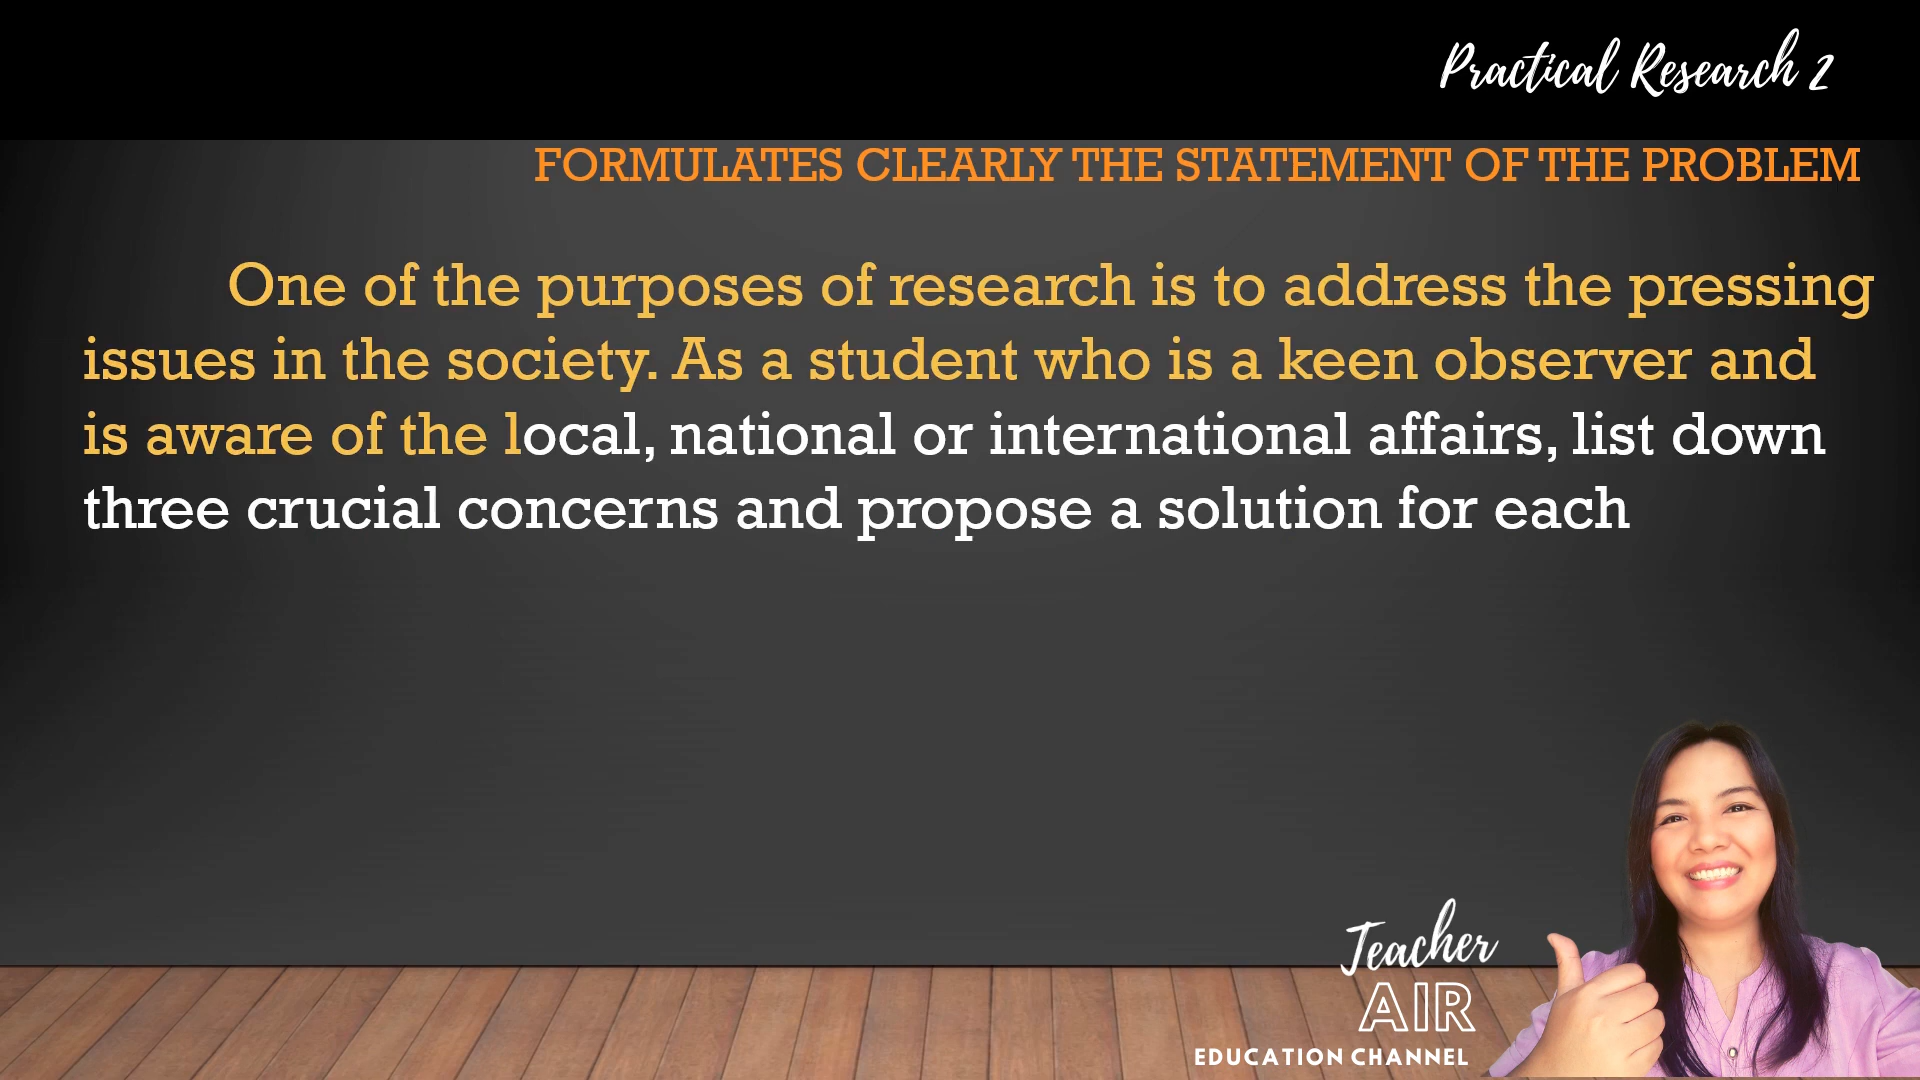 Practical Research 2
FORMULATES CLEARLY THE STATEMENT OF THE PROBLEM
One of the purposes of research is to address the pressing
issues in the society. As a student who is a keen observer and
is aware of the local, national or international affairs, list down
three crucial concerns and propose a solution for each
Teacher
AIR
EDUCATION CHANNEL